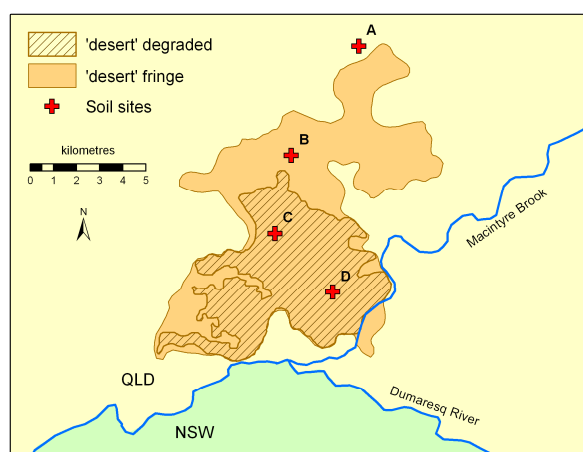 'desert' degraded
'desert' fringe
Soil sites
kilometres
0 1 2 3 4 5
N
A
B
C
D
Macintyre Brook
QLD
Dumaresq River
NSW